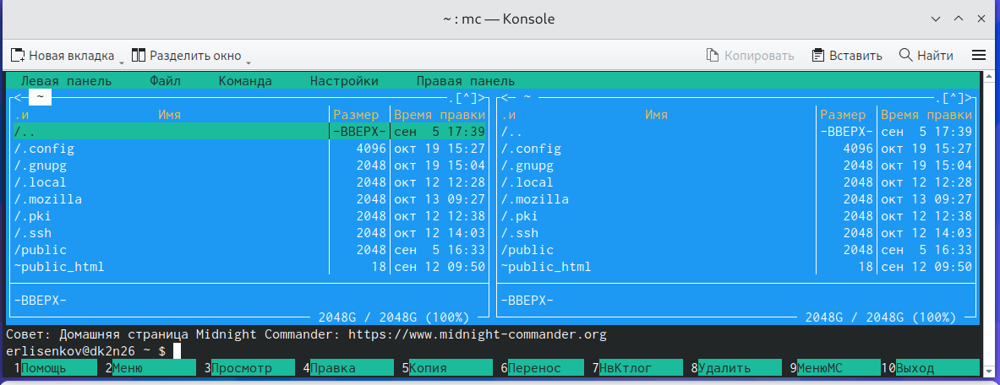 ~ : mc — Konsole
Новая вкладка Разделить окно Копировать Вставить Найти
Левая панель Файл Команда Настройки Правая панель
<─ ~ .[^]> <─ ~ .[^]>
.и Имя Размер Время правки .и Имя Размер Время правки
/.. -ВВЕРХ- сен 5 17:39 /.. -ВВЕРХ- сен 5 17:39
/.config 4096 окт 19 15:27 /.config 4096 окт 19 15:27
/.gnupg 2048 окт 19 15:04 /.gnupg 2048 окт 19 15:04
/.local 2048 окт 12 12:28 /.local 2048 окт 12 12:28
/.mozilla 2048 окт 13 09:27 /.mozilla 2048 окт 13 09:27
/.pki 2048 окт 12 12:38 /.pki 2048 окт 12 12:38
/.ssh 2048 окт 12 14:03 /.ssh 2048 окт 12 14:03
/public 2048 сен 5 16:33 /public 2048 сен 5 16:33
~public_html 18 сен 12 09:50 ~public_html 18 сен 12 09:50
-ВВЕРХ- -ВВЕРХ-
2048G / 2048G (100%) 2048G / 2048G (100%)
Совет: Домашняя страница Midnight Commander: https://www.midnight-commander.org
erlisenkov@dk2n26 ~ $
1Помощь 2Меню 3Просмотр 4Правка 5Копия 6Перенос 7НвКтлог 8Удалить 9МенюMC 10Выход